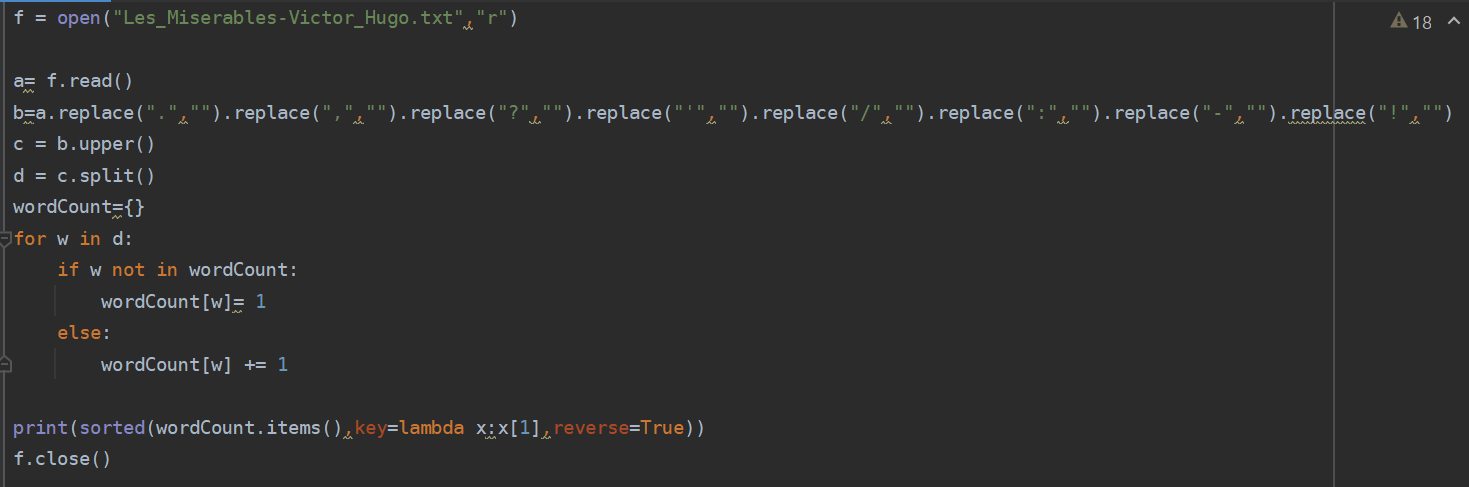 f = open("Les_Miserables-Victor_Hugo.txt","r")
18
a= f.read()
b=a.replace(".","").replace(",","").replace("?","").replace("'","").replace("/","").replace(":","").replace("-","").replace("!","")
c = b.upper()
d = c.split()
wordCount={}
for w in d:
    if w not in wordCount:
        wordCount[w]= 1
    else:
        wordCount[w] += 1
print(sorted(wordCount.items(),key=lambda x:x[1],reverse=True))
f.close()